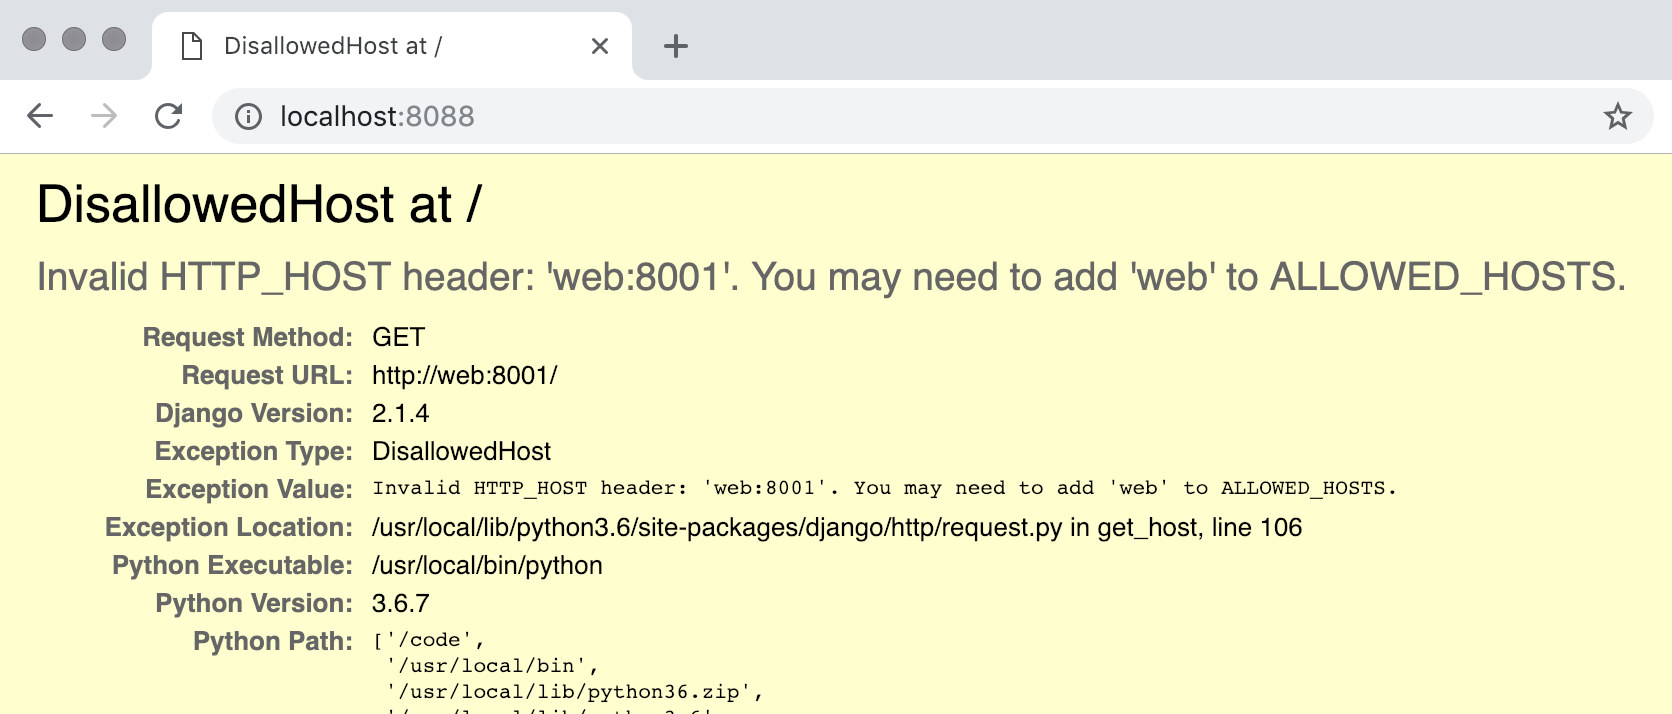 DisallowedHost at /
localhost:8088
DisallowedHost at /
Invalid HTTP_HOST header: 'web:8001'. You may need to add 'web' to ALLOWED_HOSTS.
Request Method: GET
Request URL: http://web:8001/
Django Version: 2.1.4
Exception Type: DisallowedHost
Exception Value: Invalid HTTP_HOST header: 'web:8001'. You may need to add 'web' to ALLOWED_HOSTS.
Exception Location: /usr/local/lib/python3.6/site-packages/django/http/request.py in get_host, line 106
Python Executable: /usr/local/bin/python
Python Version: 3.6.7
Python Path: ['/code',
'/usr/local/bin',
'/usr/local/lib/python36.zip',